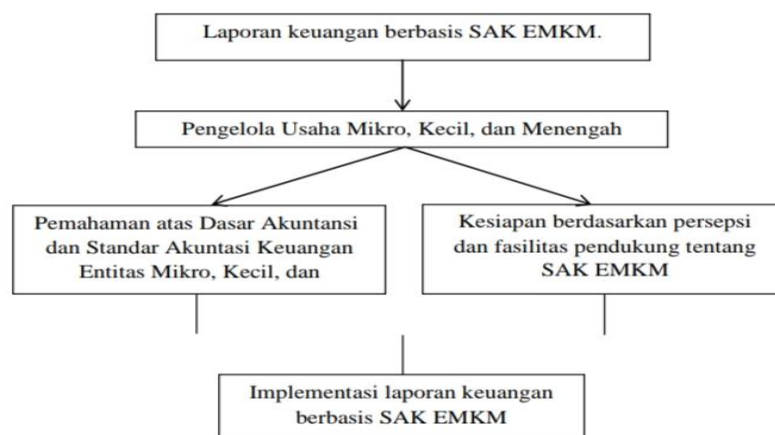 Laporan keuangan berbasis SAK EMKM.
Pengelola Usaha Mikro, Kecil, dan Menengah
Pemahaman atas Dasar Akuntansi
dan Standar Akuntasi Keuangan
Entitas Mikro, Kecil, dan
Kesiapan berdasarkan persepsi
dan fasilitas pendukung tentang
SAK EMKM
Implementasi laporan keuangan
berbasis SAK EMKM